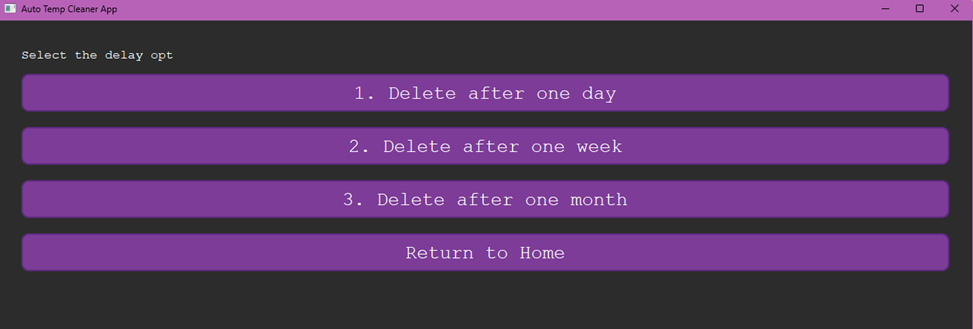 Auto Temp Cleaner App
Select the delay opt
1. Delete after one day
2. Delete after one week
3. Delete after one month
Return to Home